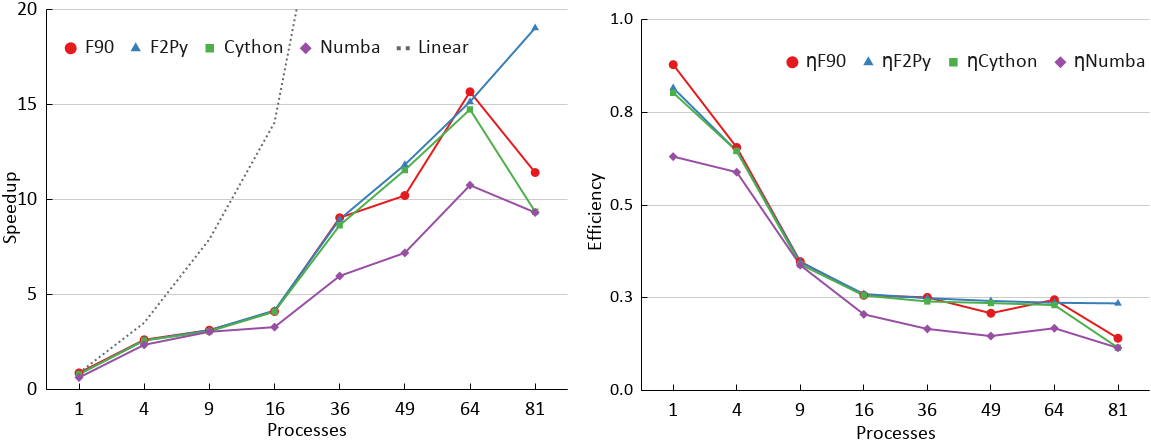 20
15
10
5
0
Speedup
F90 F2Py Cython Numba Linear
1 4 9 16 36 49 64 81
Processes
1.0
0.8
0.5
0.3
0.0
Efficiency
ηF90 ηF2Py ηCython ηNumba
1 4 9 16 36 49 64 81
Processes